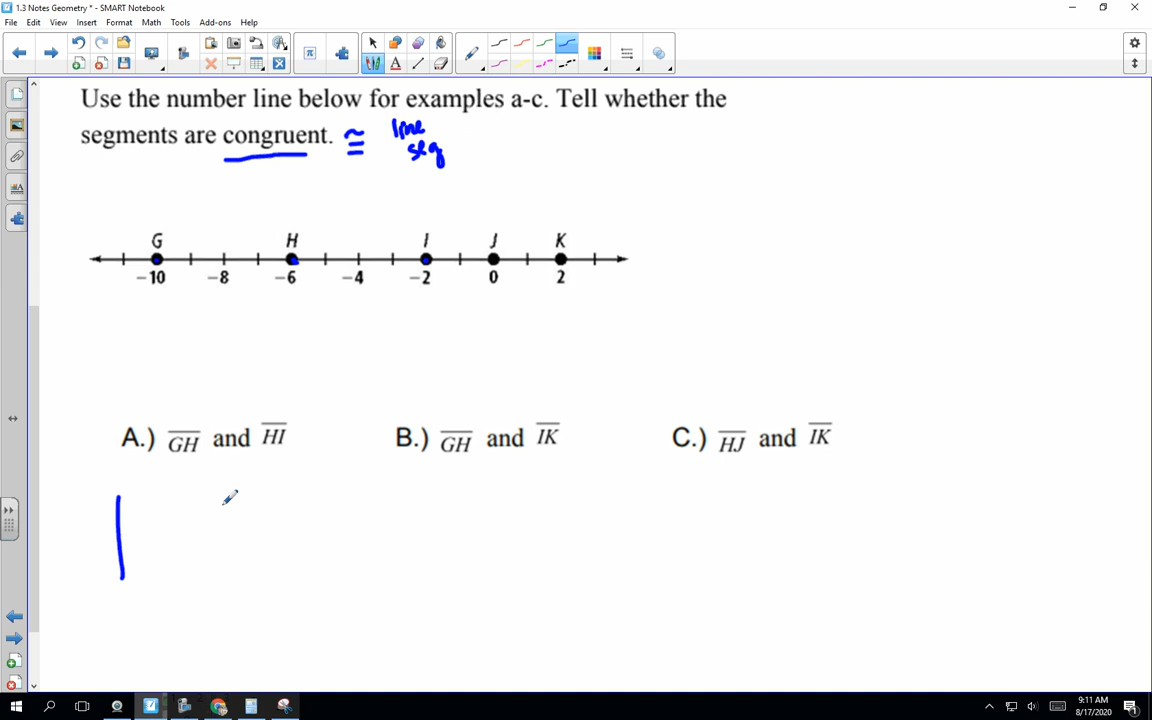 1.3 Notes Geometry * - SMART Notebook
File Edit View Insert Format Math Tools Add-ons Help
Use the number line below for examples a-c. Tell whether the
segments are congruent. ≅ line
seg
G H I J K
-10 -8 -6 -4 -2 0 2
A.) GH and HI B.) GH and IK C.) HJ and IK
9:11 AM
8/17/2020